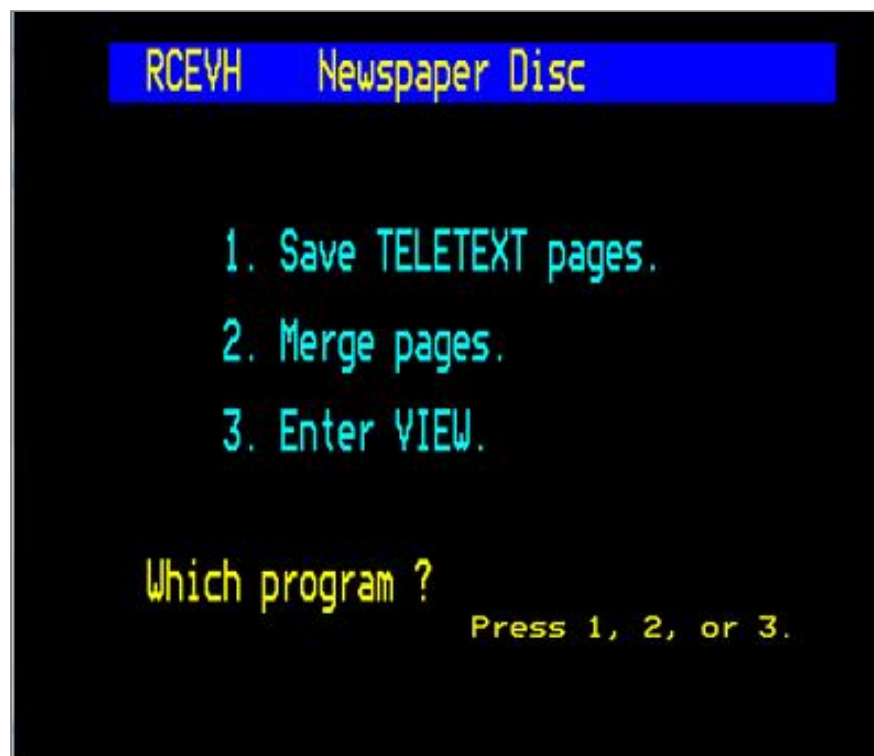 RCEVH Newspaper Disc
1. Save TELETEXT pages.
2. Merge pages.
3. Enter VIEW.
Which program ?
Press 1, 2, or 3.